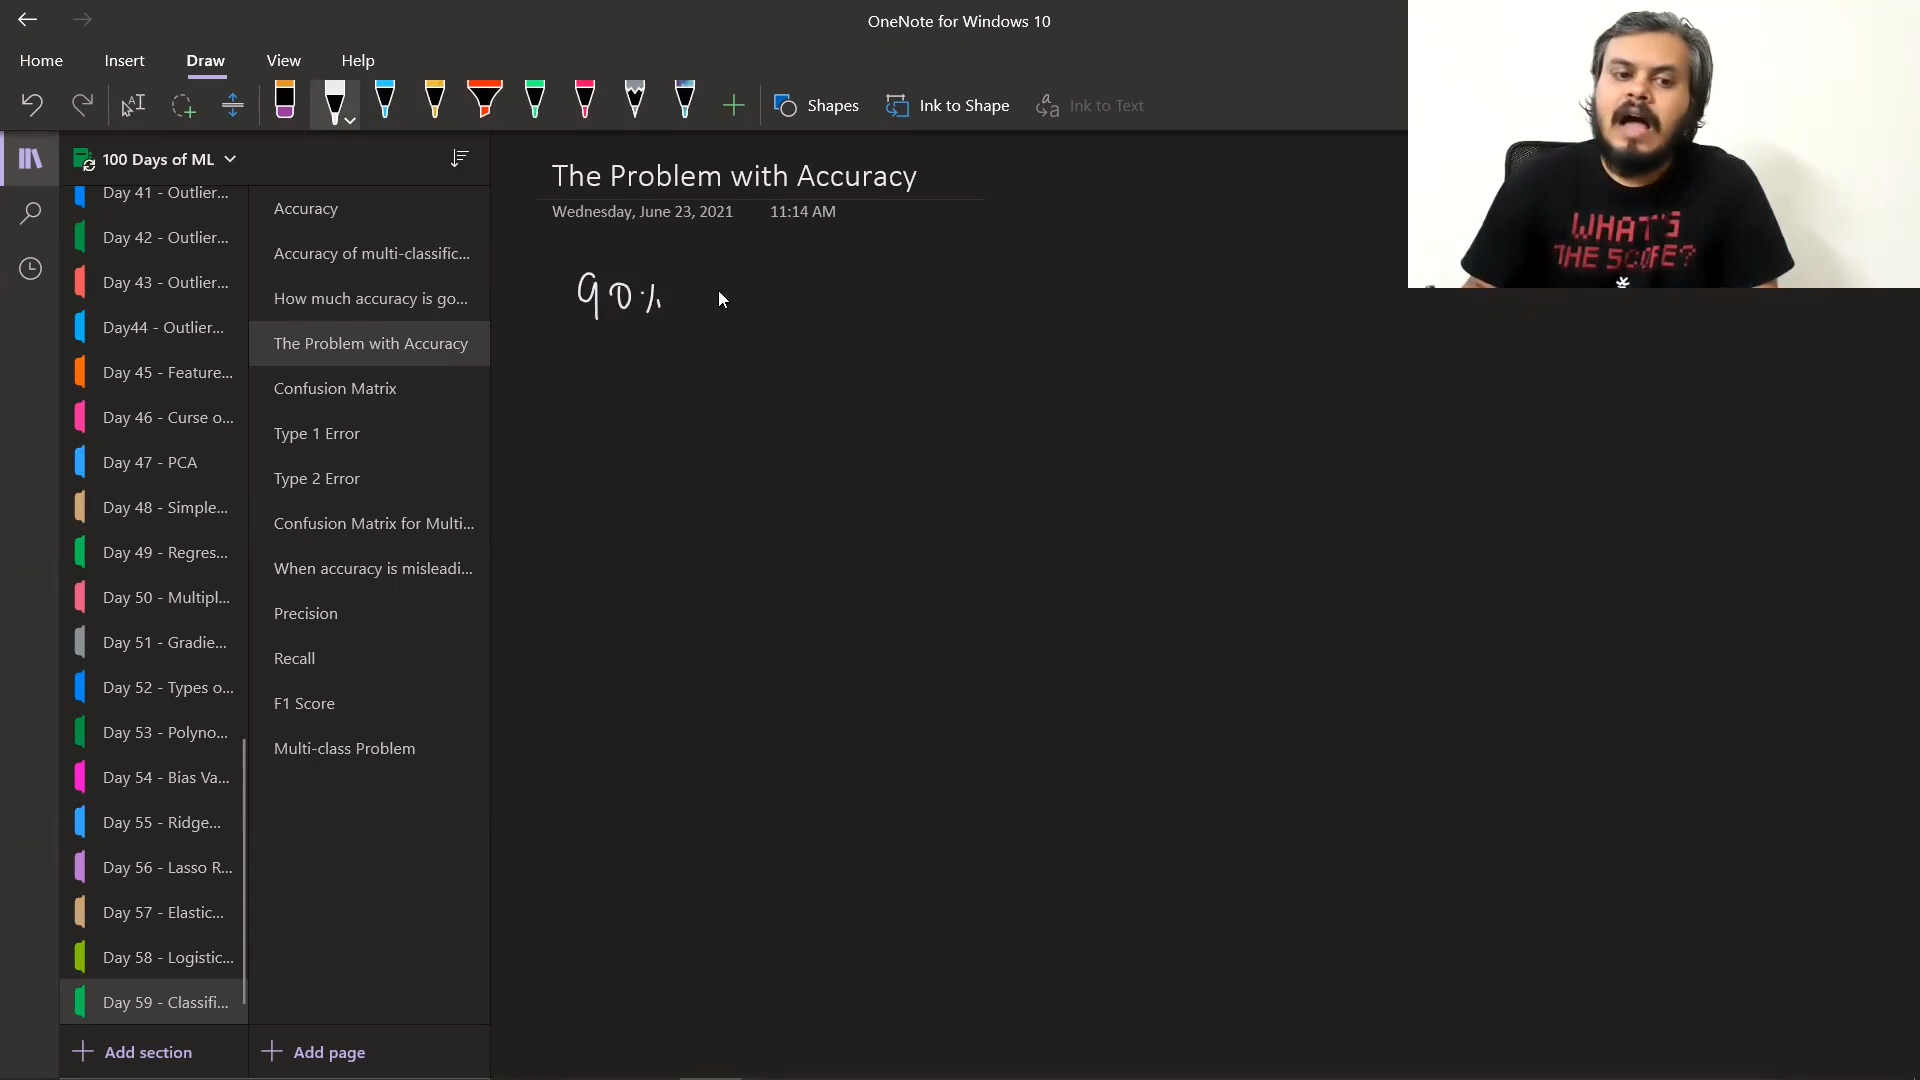 OneNote for Windows 10
Home Insert Draw View Help
Shapes Ink to Shape Ink to Text
100 Days of ML
Day 41 - Outlier...
Day 42 - Outlier...
Day 43 - Outlier...
Day44 - Outlier...
Day 45 - Feature...
Day 46 - Curse o...
Day 47 - PCA
Day 48 - Simple...
Day 49 - Regres...
Day 50 - Multipl...
Day 51 - Gradie...
Day 52 - Types o...
Day 53 - Polyno...
Day 54 - Bias Va...
Day 55 - Ridge...
Day 56 - Lasso R...
Day 57 - Elastic...
Day 58 - Logistic...
Day 59 - Classifi...
Add section
Accuracy
Accuracy of multi-classific...
How much accuracy is go...
The Problem with Accuracy
Confusion Matrix
Type 1 Error
Type 2 Error
Confusion Matrix for Multi...
When accuracy is misleadi...
Precision
Recall
F1 Score
Multi-class Problem
Add page
The Problem with Accuracy
Wednesday, June 23, 2021 11:14 AM
90%
WHAT'S
THE SCOPE?